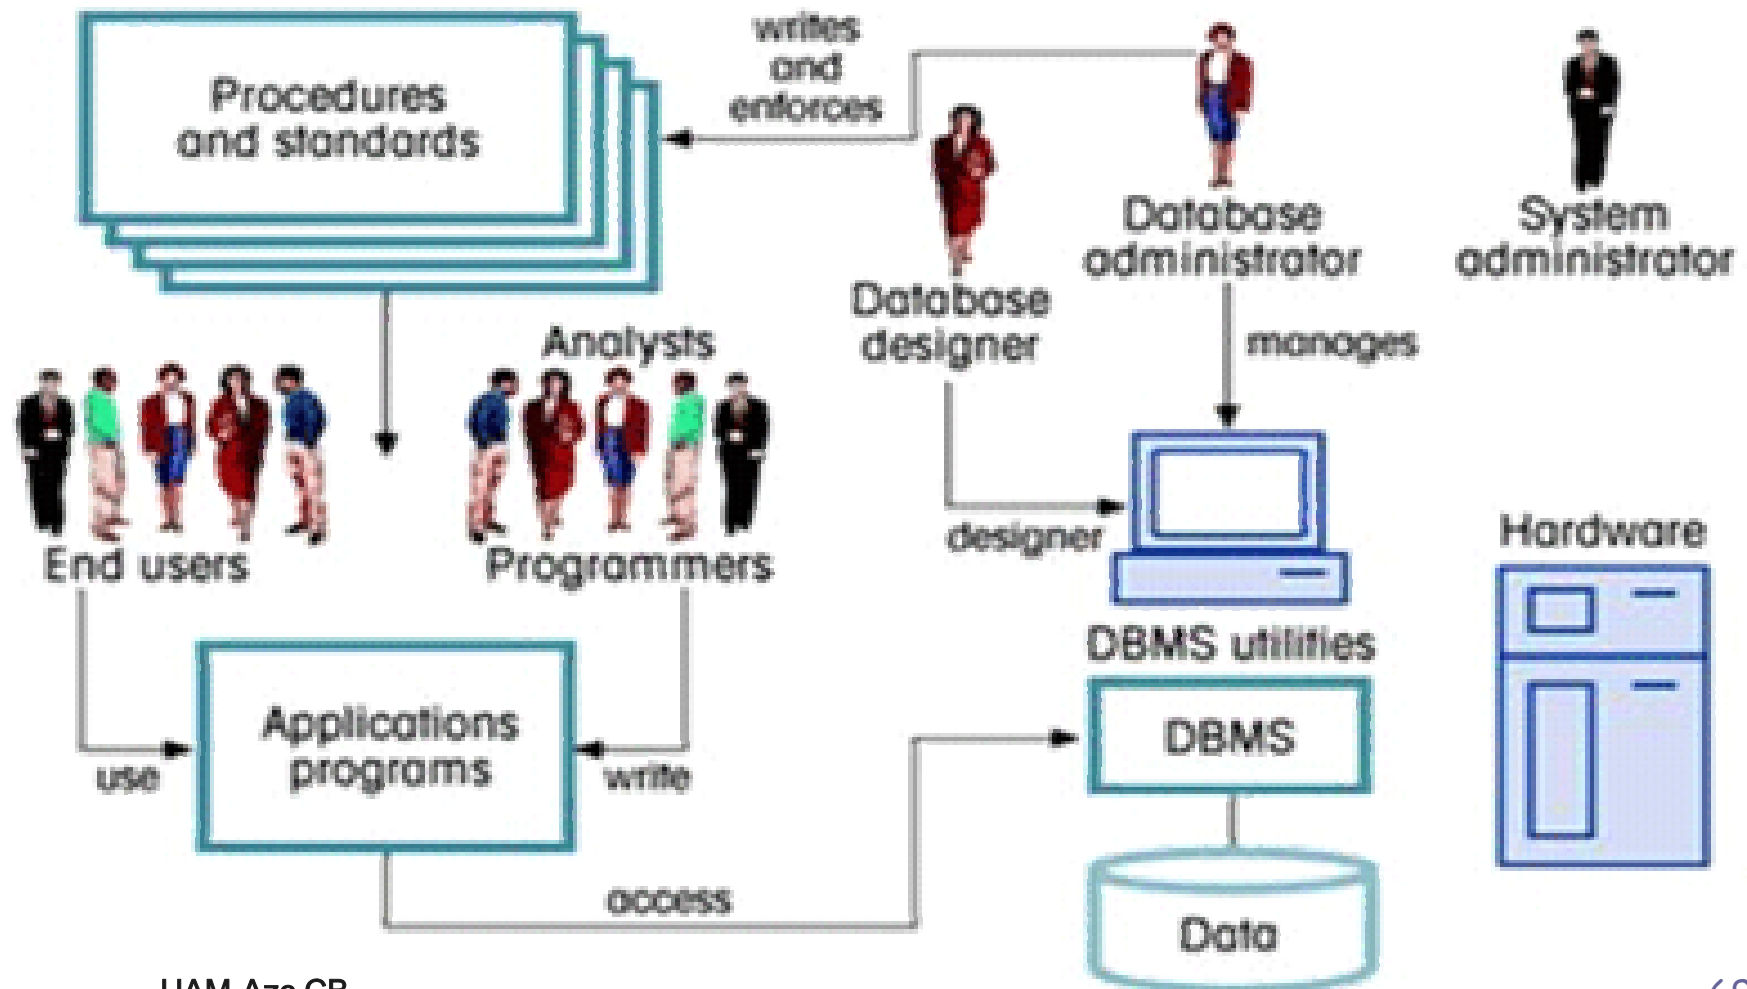 writes
and
enforces
Procedures
and standards
Database
administrator
System
administrator
Database
designer
manages
Analysts
End users
Programmers
designer
Hardware
DBMS utilities
Applications
programs
use
write
DBMS
access
Data